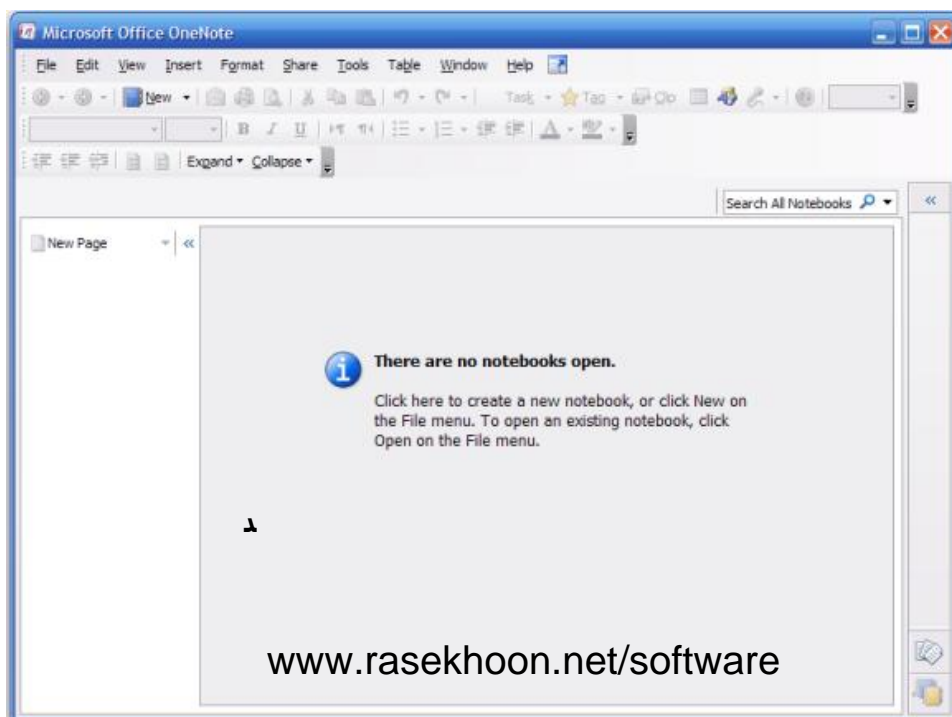 Microsoft Office OneNote
File Edit View Insert Format Share Tools Table Window Help
New Task Tag
B I U A
Expand Collapse
Search All Notebooks
New Page
There are no notebooks open.
Click here to create a new notebook, or click New on
the File menu. To open an existing notebook, click
Open on the File menu.
www.rasekhoon.net/software